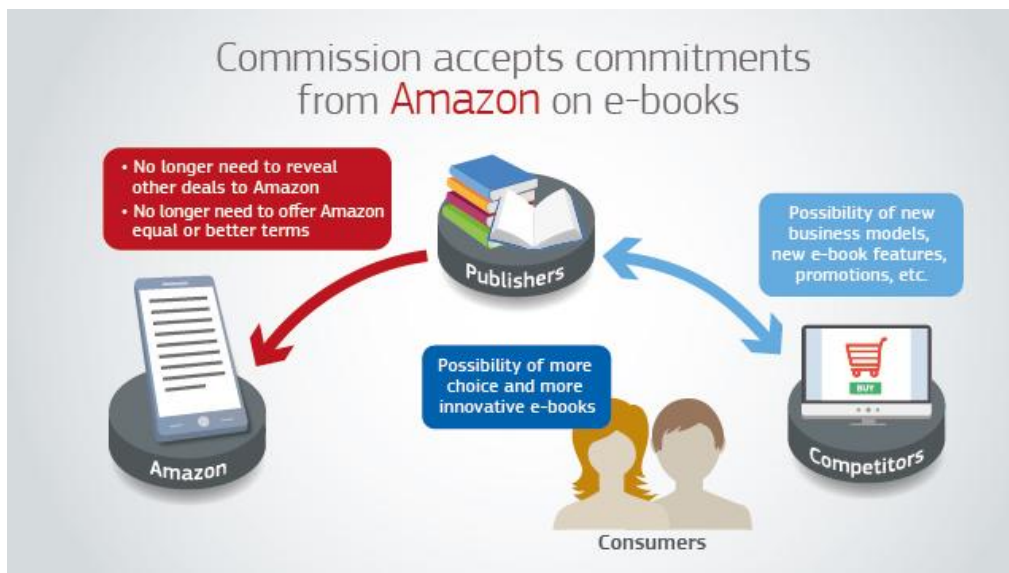 Commission accepts commitments
from Amazon on e-books
• No longer need to reveal
other deals to Amazon
• No longer need to offer Amazon
equal or better terms
Publishers
Possibility of new
business models,
new e-book features,
promotions, etc.
Possibility of more
choice and more
innovative e-books
BUY
Amazon
Competitors
Consumers